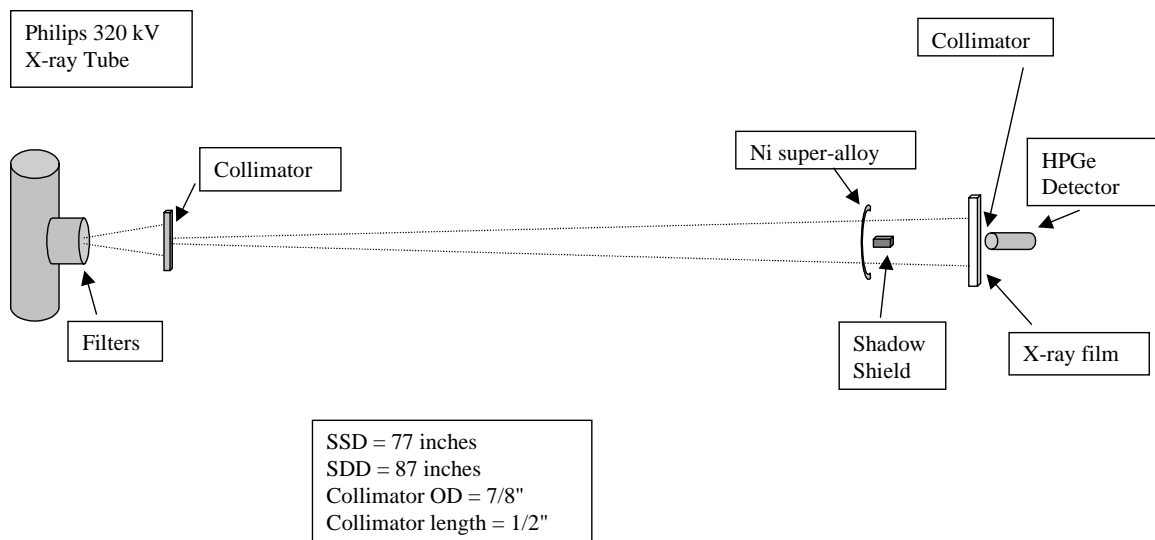 Philips 320 kV
X-ray Tube
Collimator
Collimator
Ni super-alloy
HPGe
Detector
Filters
Shadow
Shield
X-ray film
SSD = 77 inches
SDD = 87 inches
Collimator OD = 7/8"
Collimator length = 1/2"